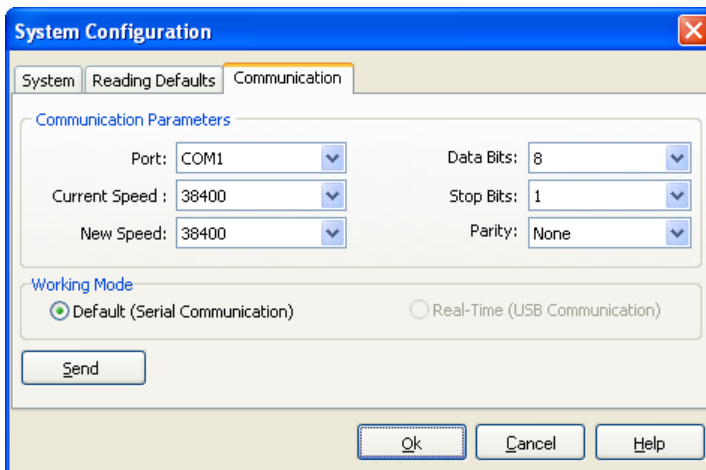 System Configuration
System Reading Defaults Communication
Communication Parameters
Port: COM1 Data Bits: 8
Current Speed : 38400 Stop Bits: 1
New Speed: 38400 Parity: None
Working Mode
Default (Serial Communication) Real-Time (USB Communication)
Send
Ok Cancel Help